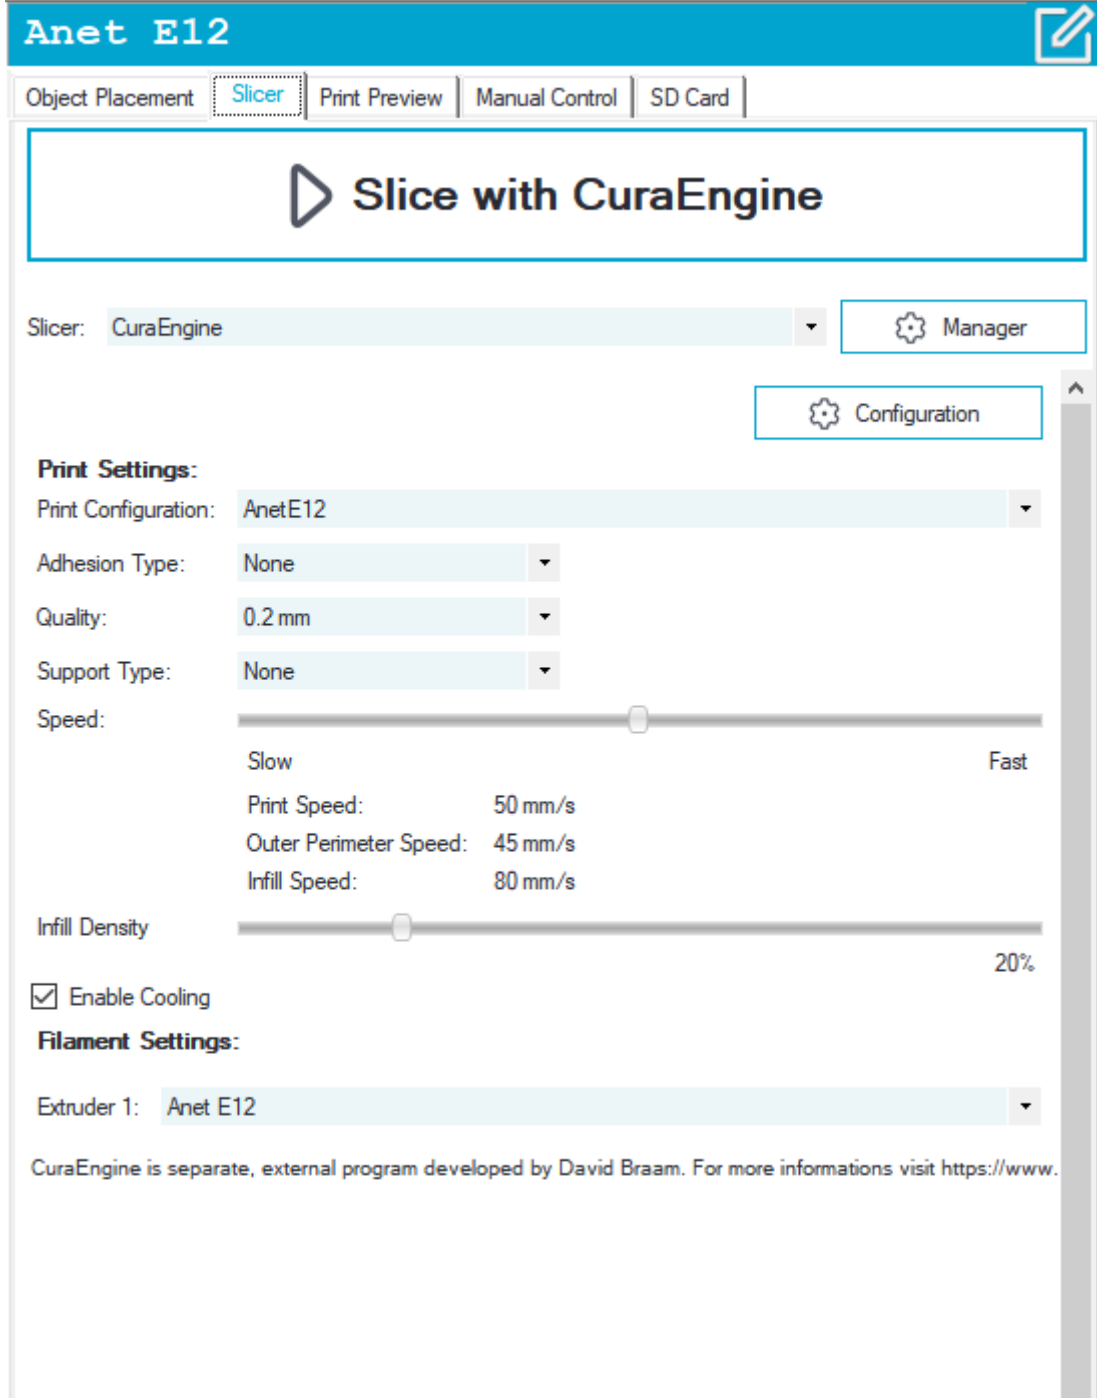 Anet E12
Object Placement Slicer Print Preview Manual Control SD Card
Slice with CuraEngine
Slicer: CuraEngine Manager
Configuration
Print Settings:
Print Configuration: AnetE12
Adhesion Type: None
Quality: 0.2 mm
Support Type: None
Speed:
Slow Fast
Print Speed: 50 mm/s
Outer Perimeter Speed: 45 mm/s
Infill Speed: 80 mm/s
Infill Density
20%
Enable Cooling
Filament Settings:
Extruder 1: Anet E12
CuraEngine is separate, external program developed by David Braam. For more informations visit https://www.